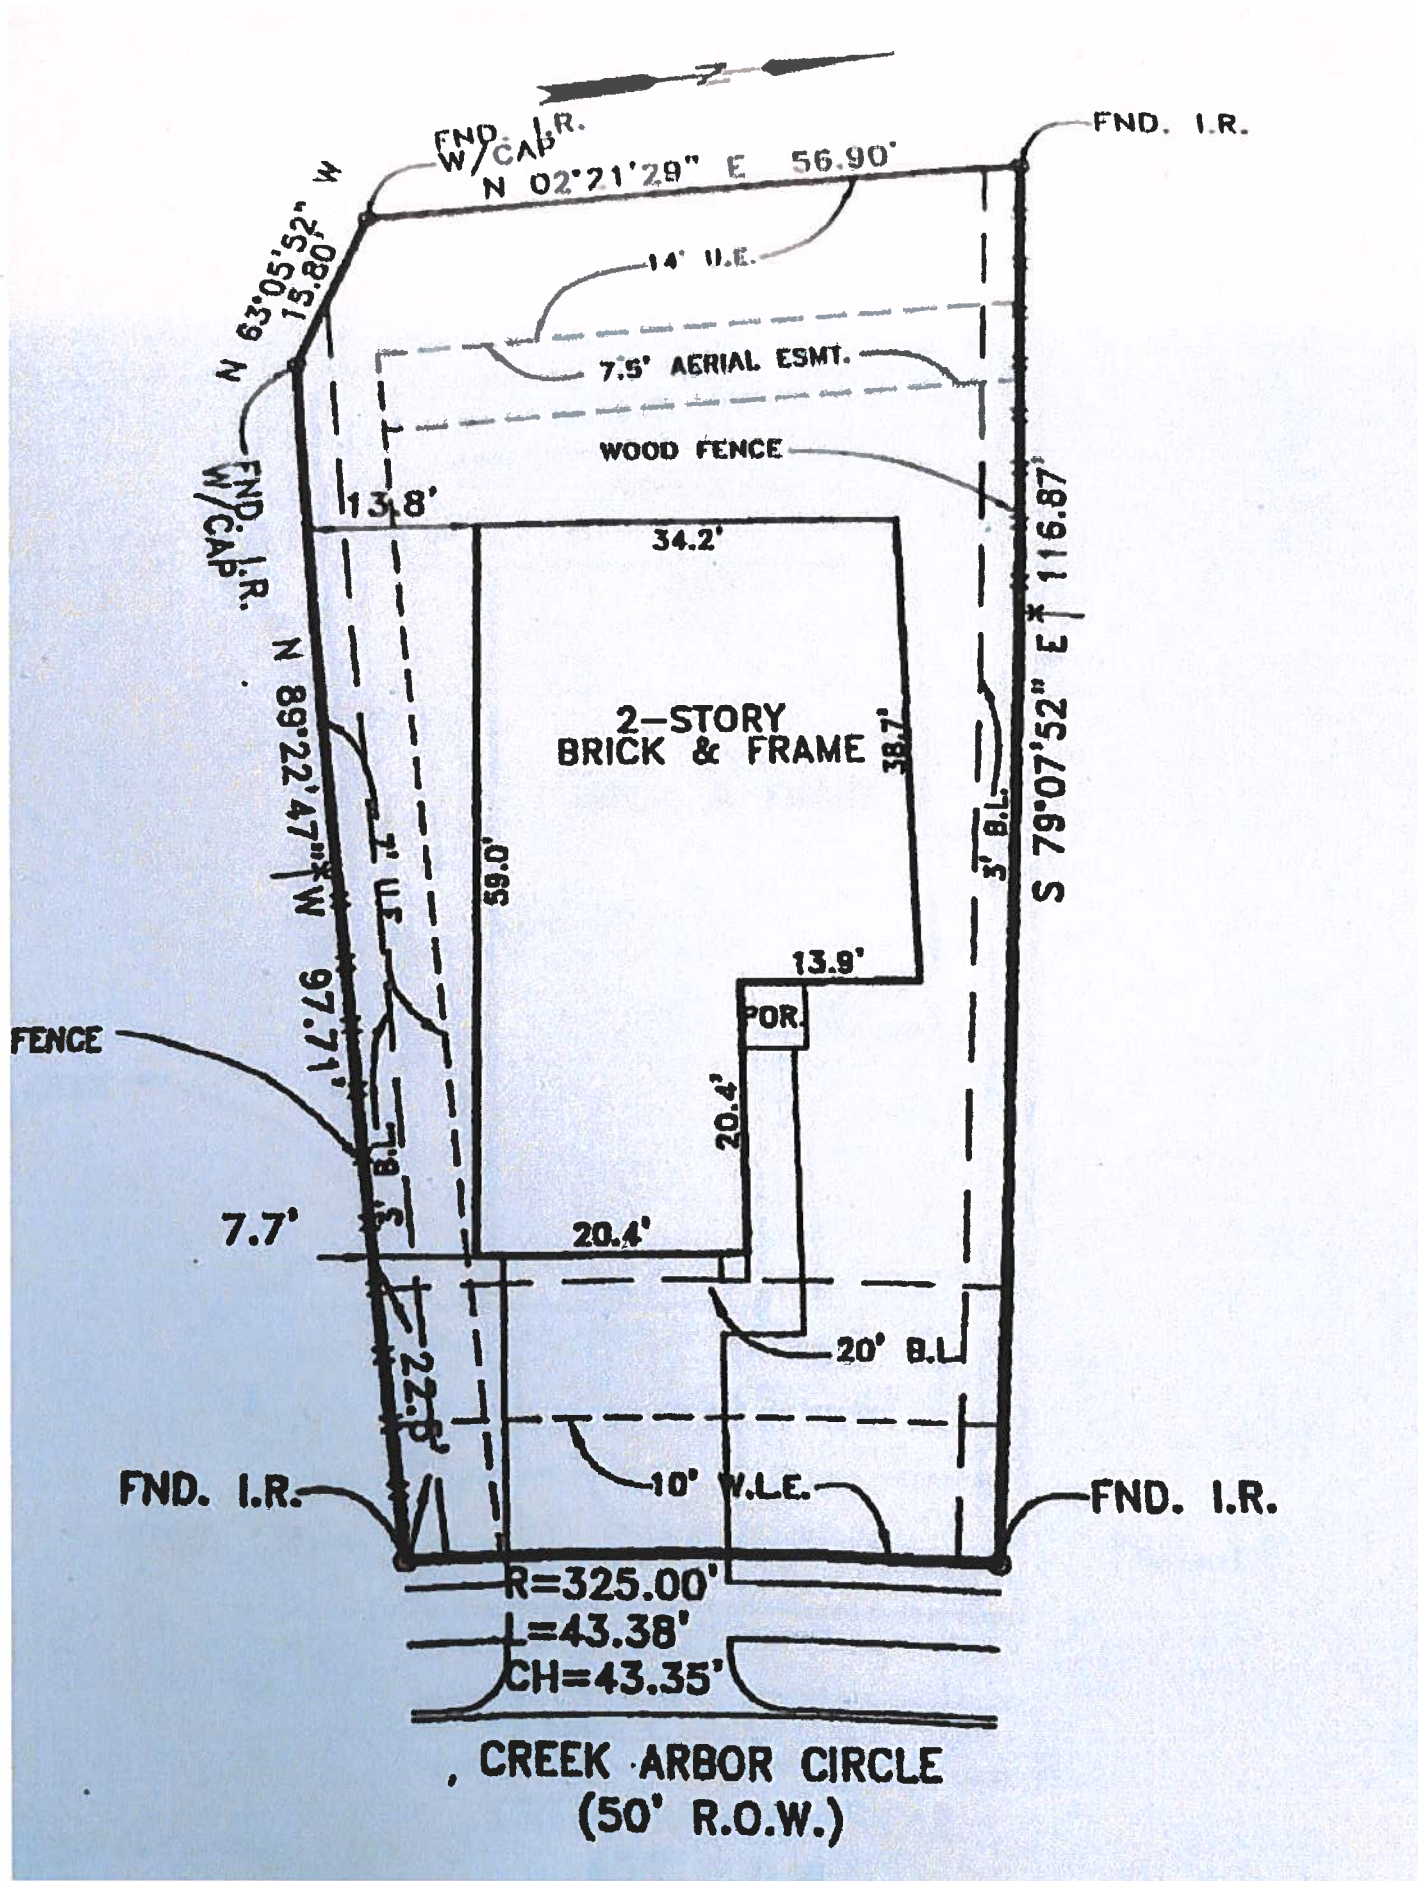 N
FND. I.R.
W/CAP
FND. I.R.
N 02°21'29" E 56.90'
N 63°05'52" W
15.80'
14' U.E.
7.5' AERIAL ESMT.
WOOD FENCE
FND. I.R.
W/CAP
13.8'
34.2'
S 79°07'52" E 116.87'
N 89°22'47" W 97.71'
2-STORY
BRICK & FRAME
38.7'
59.0'
7' U.E.
3' B.L.
13.9'
POR.
FENCE
20.4'
3' B.L.
7.7'
20.4'
20' B.L.
22.5'
10' W.L.E.
FND. I.R.
FND. I.R.
R=325.00'
L=43.38'
CH=43.35'
CREEK ARBOR CIRCLE
(50' R.O.W.)